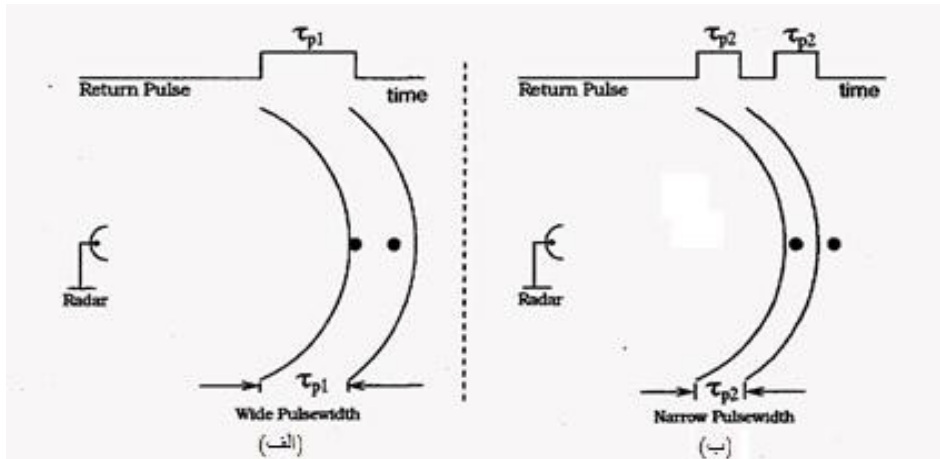 τp1
Return Pulse
time
Radar
τp1
Wide Pulsewidth
(الف)
τp2
τp2
Return Pulse
time
Radar
τp2
Narrow Pulsewidth
(ب)